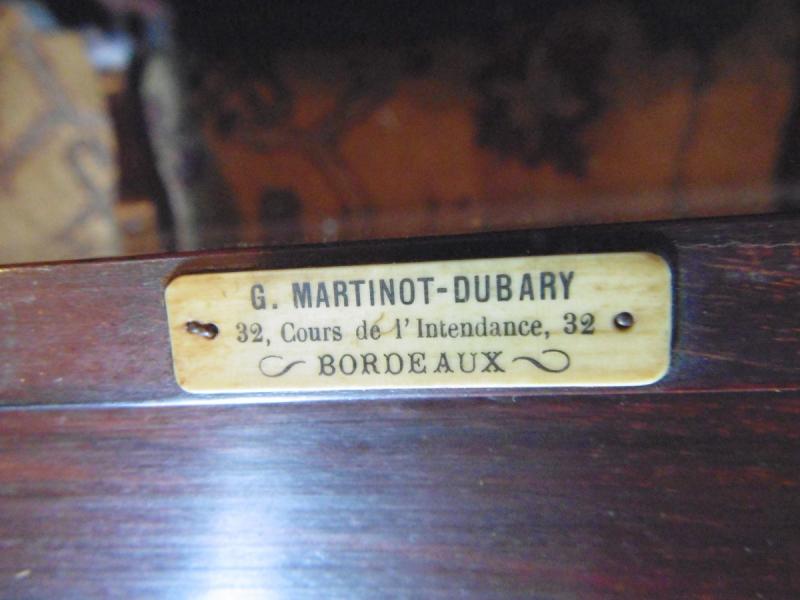 G. MARTINOT-DUBARY
32, Cours de l'Intendance, 32
BORDEAUX